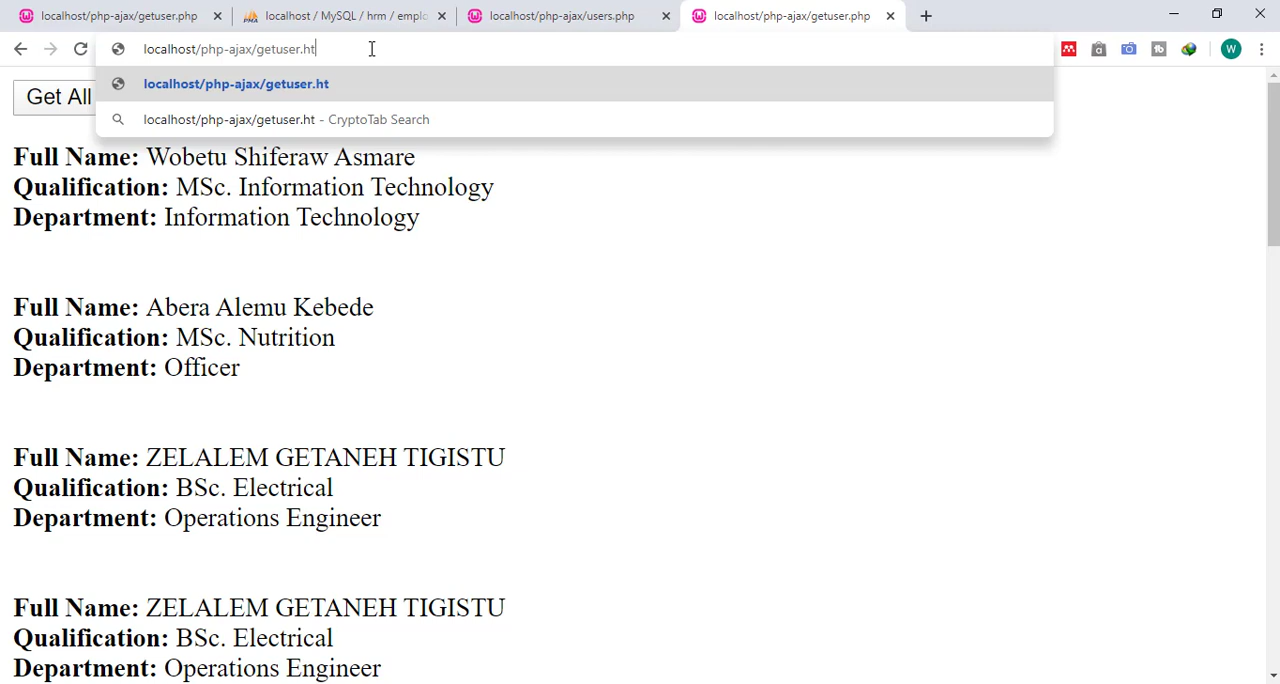 localhost/php-ajax/getuser.php
localhost / MySQL / hrm / emplo
localhost/php-ajax/users.php
localhost/php-ajax/getuser.php
localhost/php-ajax/getuser.ht
W
localhost/php-ajax/getuser.ht
localhost/php-ajax/getuser.ht - CryptoTab Search
Get All
Full Name: Wobetu Shiferaw Asmare
Qualification: MSc. Information Technology
Department: Information Technology
Full Name: Abera Alemu Kebede
Qualification: MSc. Nutrition
Department: Officer
Full Name: ZELALEM GETANEH TIGISTU
Qualification: BSc. Electrical
Department: Operations Engineer
Full Name: ZELALEM GETANEH TIGISTU
Qualification: BSc. Electrical
Department: Operations Engineer